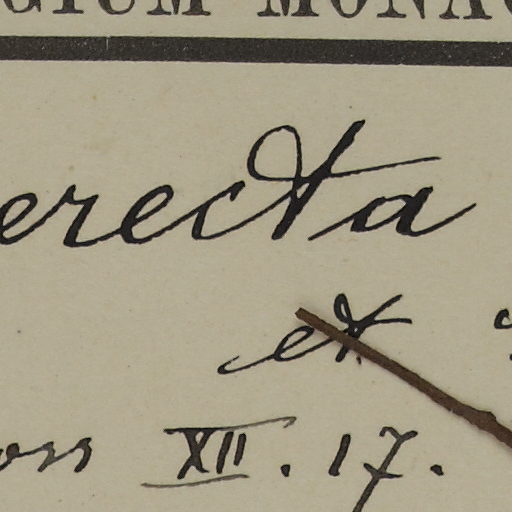 GIUM MONAC
erecta
et
XII. 17.